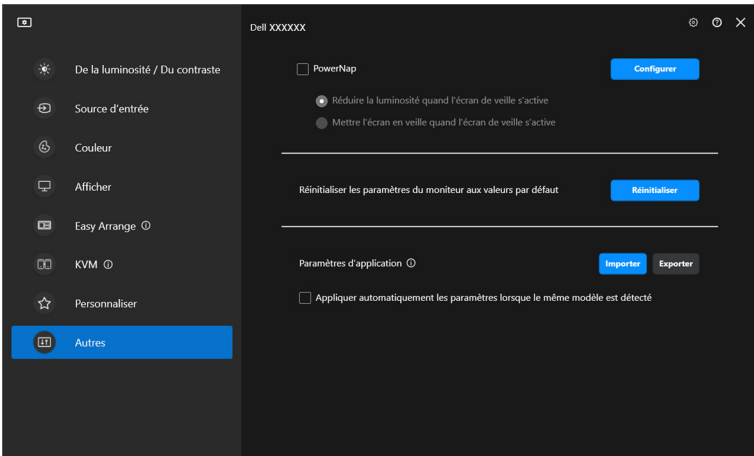 Dell XXXXXX
De la luminosité / Du contraste
Source d'entrée
Couleur
Afficher
Easy Arrange
KVM
Personnaliser
Autres
PowerNap
Configurer
Réduire la luminosité quand l'écran de veille s'active
Mettre l'écran en veille quand l'écran de veille s'active
Réinitialiser les paramètres du moniteur aux valeurs par défaut
Réinitialiser
Paramètres d'application
Importer
Exporter
Appliquer automatiquement les paramètres lorsque le même modèle est détecté